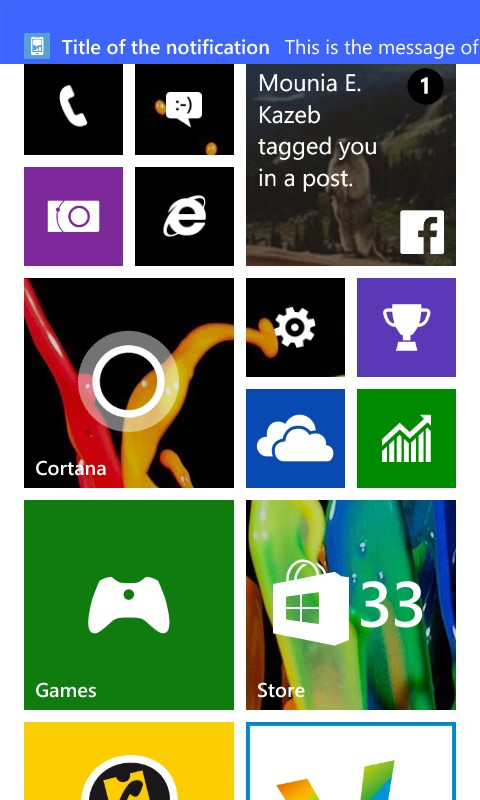 Title of the notification This is the message of
Mounia E.
Kazeb
tagged you
in a post.
1
:-)
Cortana
33
Games
Store